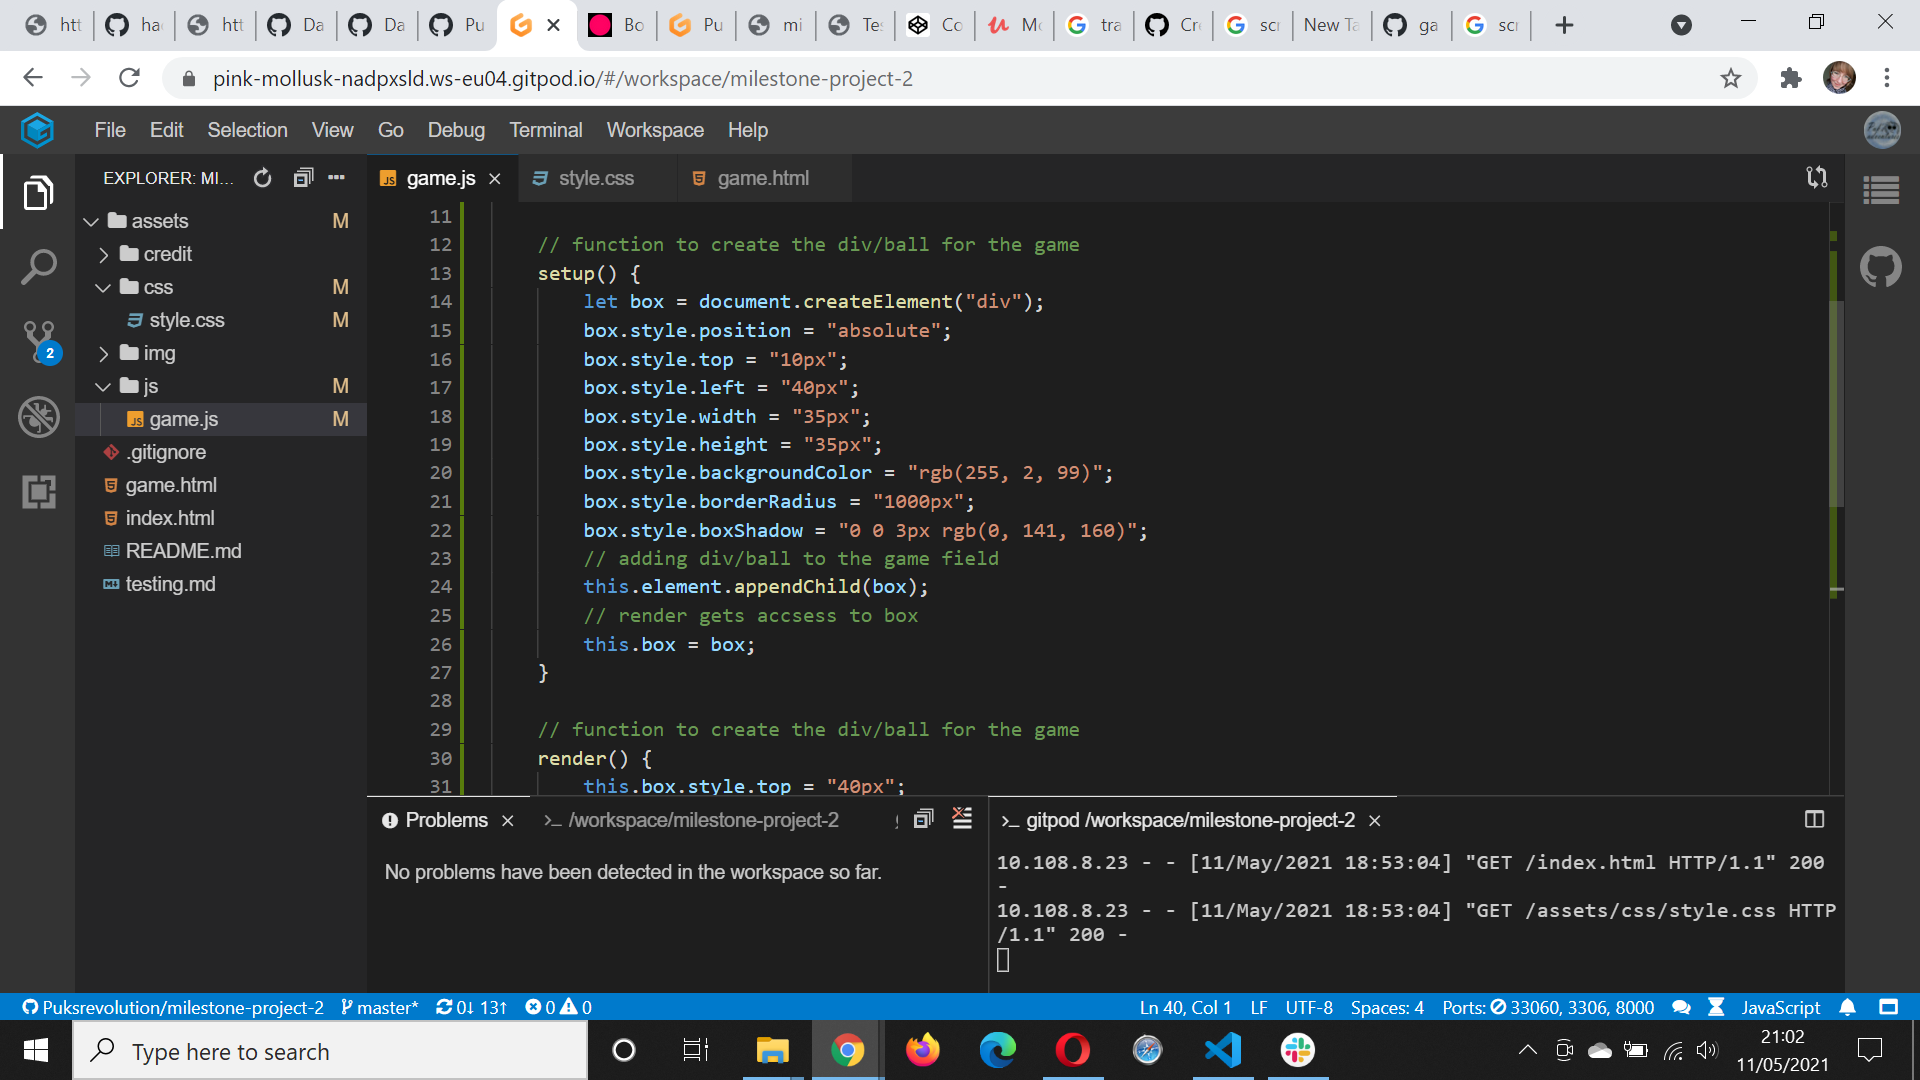 htt
ha
htt
Da
Da
Pu
Bo
Pu
mi
Te
Co
Mo
tra
Cr
scr
New Ta
ga
scr
pink-mollusk-nadpxsld.ws-eu04.gitpod.io/#/workspace/milestone-project-2
File Edit Selection View Go Debug Terminal Workspace Help
EXPLORER: MI...
assets M
credit
css M
style.css M
img
js M
game.js M
.gitignore
game.html
index.html
README.md
testing.md
2
game.js style.css game.html
11
12 // function to create the div/ball for the game
13 setup() {
14 let box = document.createElement("div");
15 box.style.position = "absolute";
16 box.style.top = "10px";
17 box.style.left = "40px";
18 box.style.width = "35px";
19 box.style.height = "35px";
20 box.style.backgroundColor = "rgb(255, 2, 99)";
21 box.style.borderRadius = "1000px";
22 box.style.boxShadow = "0 0 3px rgb(0, 141, 160)";
23 // adding div/ball to the game field
24 this.element.appendChild(box);
25 // render gets accsess to box
26 this.box = box;
27 }
28
29 // function to create the div/ball for the game
30 render() {
31 this.box.style.top = "40px";
Problems >_ /workspace/milestone-project-2
No problems have been detected in the workspace so far.
>_ gitpod /workspace/milestone-project-2
10.108.8.23 - - [11/May/2021 18:53:04] "GET /index.html HTTP/1.1" 200
-
10.108.8.23 - - [11/May/2021 18:53:04] "GET /assets/css/style.css HTTP
/1.1" 200 -
Puksrevolution/milestone-project-2 master* 0↓ 13↑ 0 0 Ln 40, Col 1 LF UTF-8 Spaces: 4 Ports: 33060, 3306, 8000 JavaScript
Type here to search
21:02
11/05/2021